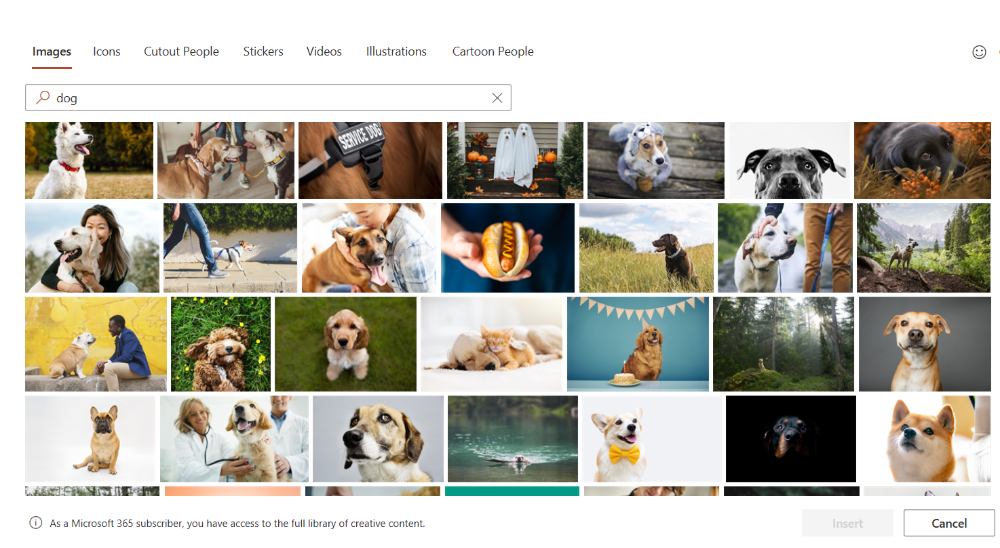 Images Icons Cutout People Stickers Videos Illustrations Cartoon People
dog
SERVICE DOG
As a Microsoft 365 subscriber, you have access to the full library of creative content.
Insert Cancel